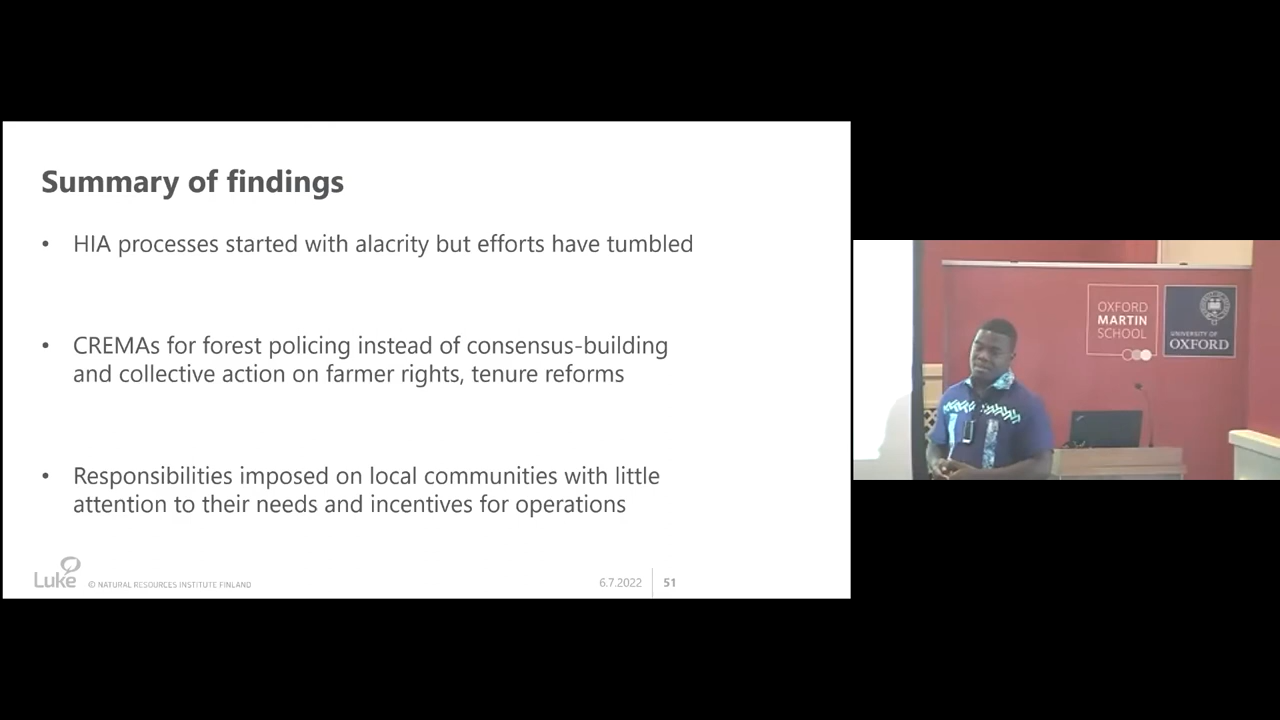 Summary of findings
• HIA processes started with alacrity but efforts have tumbled
• CREMAs for forest policing instead of consensus-building
and collective action on farmer rights, tenure reforms
• Responsibilities imposed on local communities with little
attention to their needs and incentives for operations
Luke
© NATURAL RESOURCES INSTITUTE FINLAND
6.7.2022
51
OXFORD
MARTIN
SCHOOL
UNIVERSITY OF
OXFORD